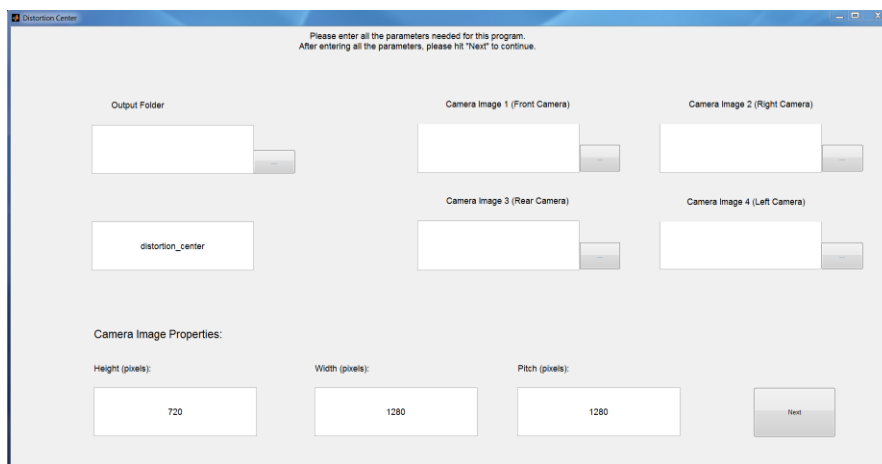 Distortion Center
Please enter all the parameters needed for this program.
After entering all the parameters, please hit "Next" to continue.
Output Folder
Camera Image 1 (Front Camera)
Camera Image 2 (Right Camera)
...
...
...
Camera Image 3 (Rear Camera)
Camera Image 4 (Left Camera)
distortion_center
...
...
Camera Image Properties:
Height (pixels):
Width (pixels):
Pitch (pixels):
720
1280
1280
Next